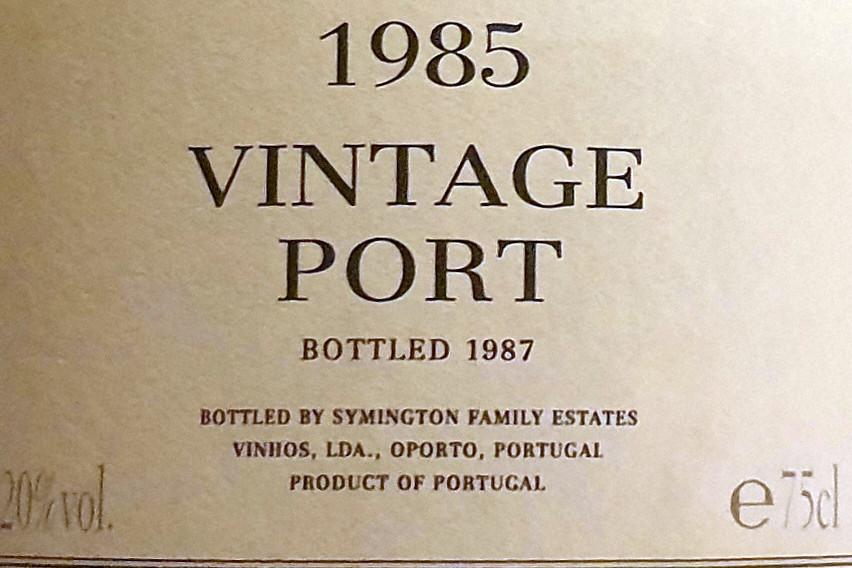 1985
VINTAGE
PORT
BOTTLED 1987
BOTTLED BY SYMINGTON FAMILY ESTATES
VINHOS, LDA., OPORTO, PORTUGAL
PRODUCT OF PORTUGAL
20% vol.
e 75cl